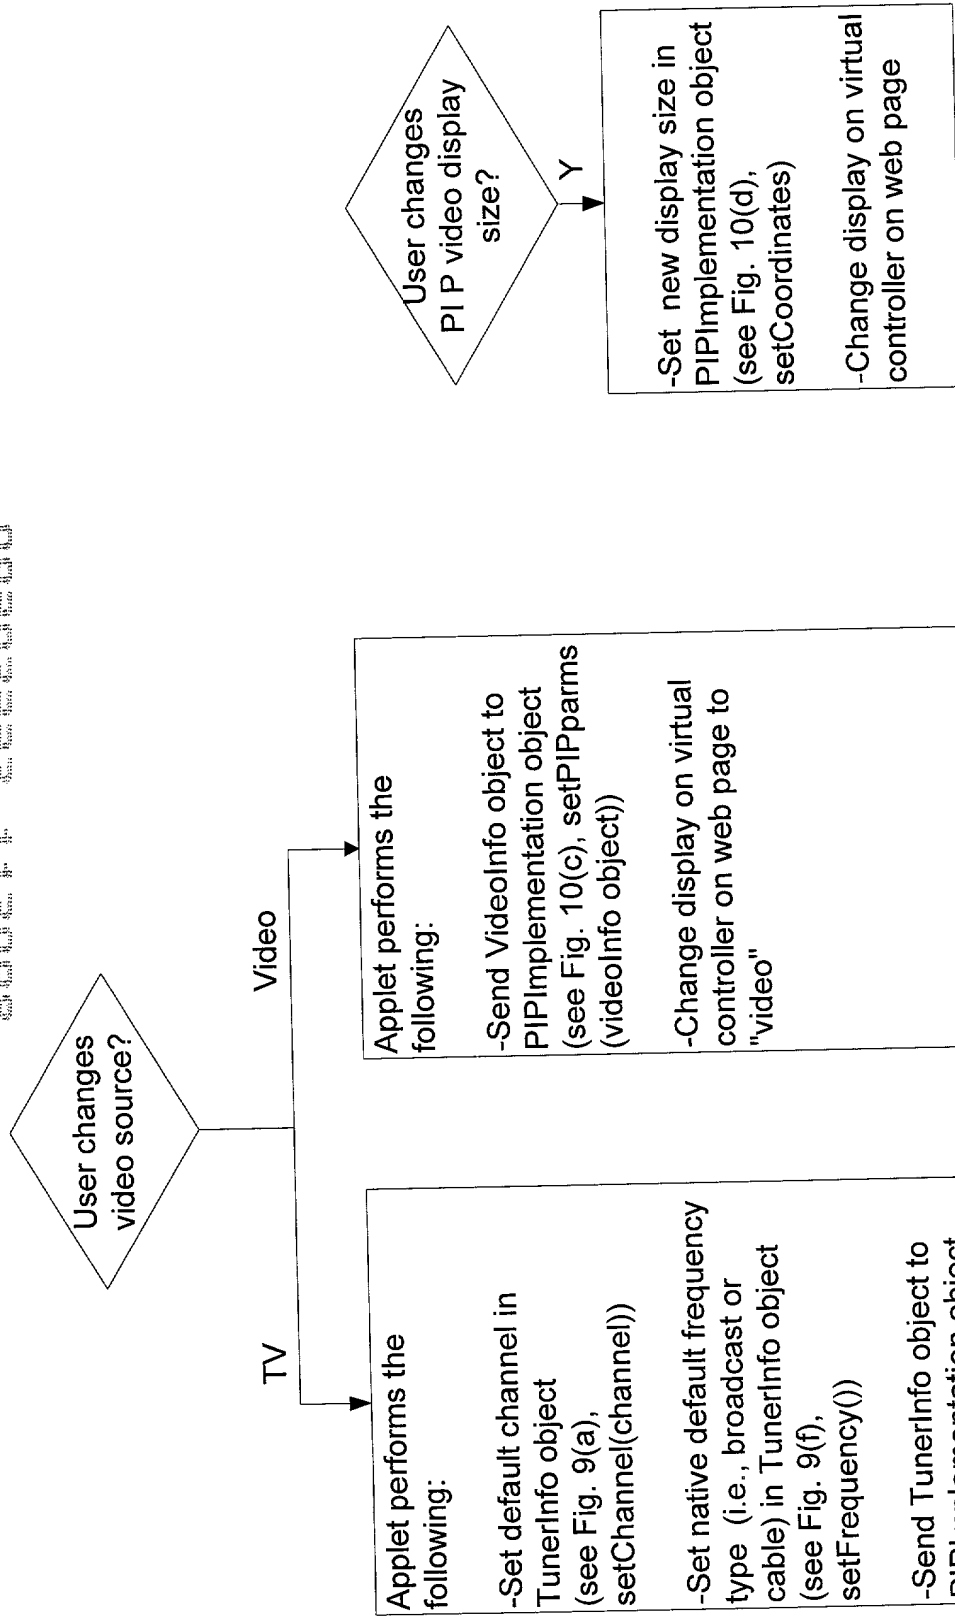 User changes
video source?
TV
Video
Applet performs the
following:
-Set default channel in
TunerInfo object
(see Fig. 9(a),
setChannel(channel))
-Set native default frequency
type (i.e., broadcast or
cable) in TunerInfo object
(see Fig. 9(f),
setFrequency())
-Send TunerInfo object to
PIPImplementation object
Applet performs the
following:
-Send VideoInfo object to
PIPImplementation object
(see Fig. 10(c), setPIPparms
(videoInfo object))
-Change display on virtual
controller on web page to
"video"
User changes
PI P video display
size?
Y
-Set new display size in
PIPImplementation object
(see Fig. 10(d),
setCoordinates)
-Change display on virtual
controller on web page